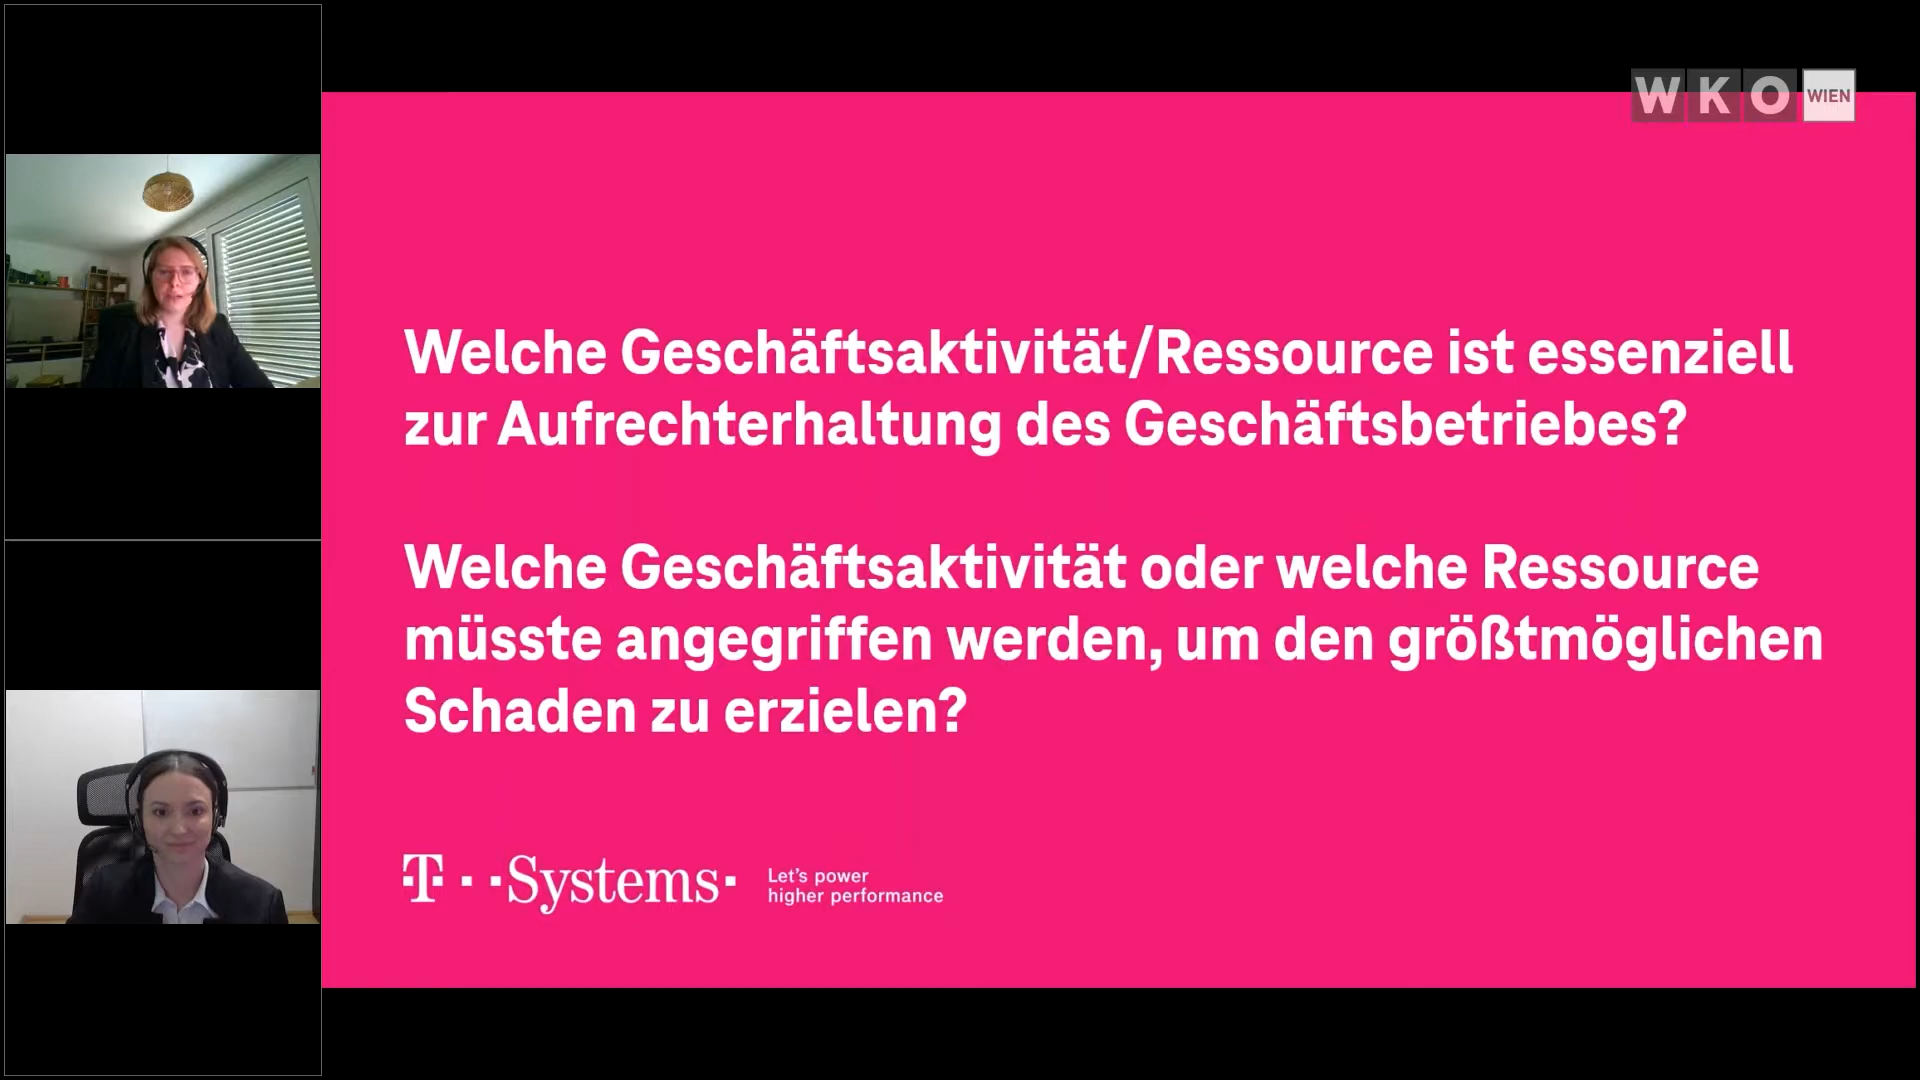 WKO WIEN
Welche Geschäftsaktivität/Ressource ist essenziell
zur Aufrechterhaltung des Geschäftsbetriebes?
Welche Geschäftsaktivität oder welche Ressource
müsste angegriffen werden, um den größtmöglichen
Schaden zu erzielen?
T··Systems·
Let's power
higher performance